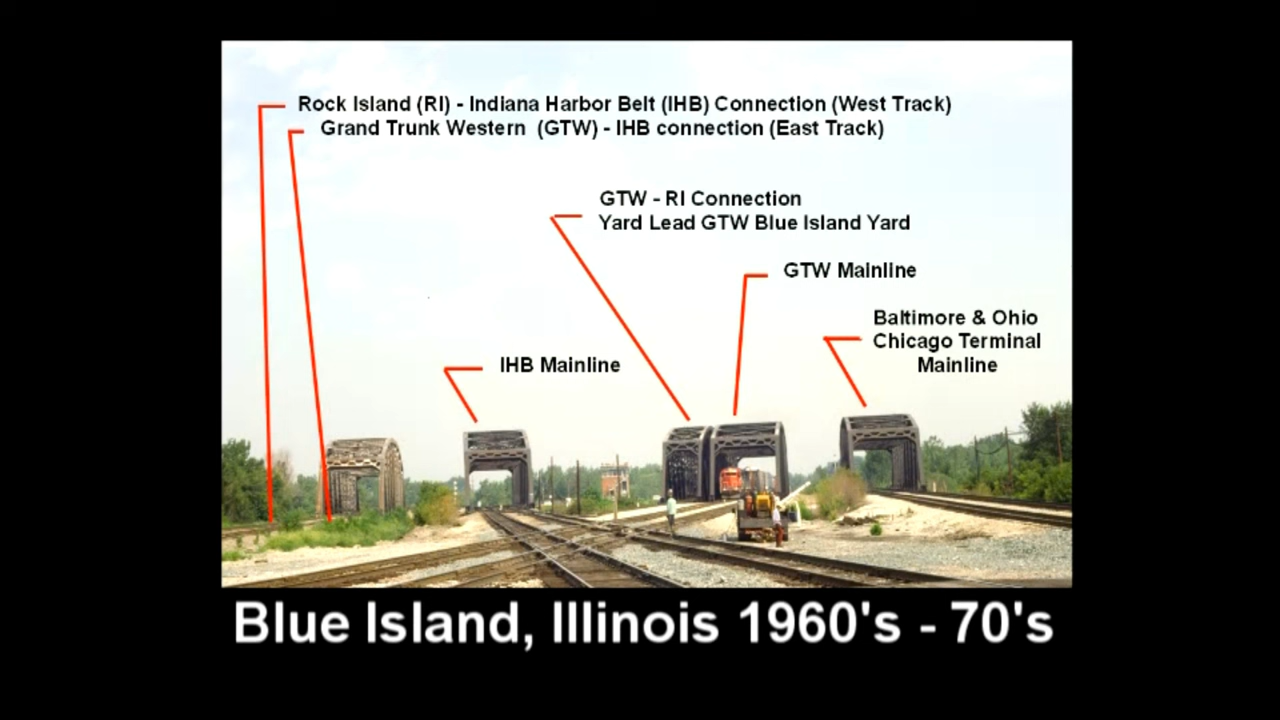 Rock Island (RI) - Indiana Harbor Belt (IHB) Connection (West Track)
Grand Trunk Western (GTW) - IHB connection (East Track)
GTW - RI Connection
Yard Lead GTW Blue Island Yard
GTW Mainline
Baltimore & Ohio
Chicago Terminal
Mainline
IHB Mainline
Blue Island, Illinois 1960's - 70's